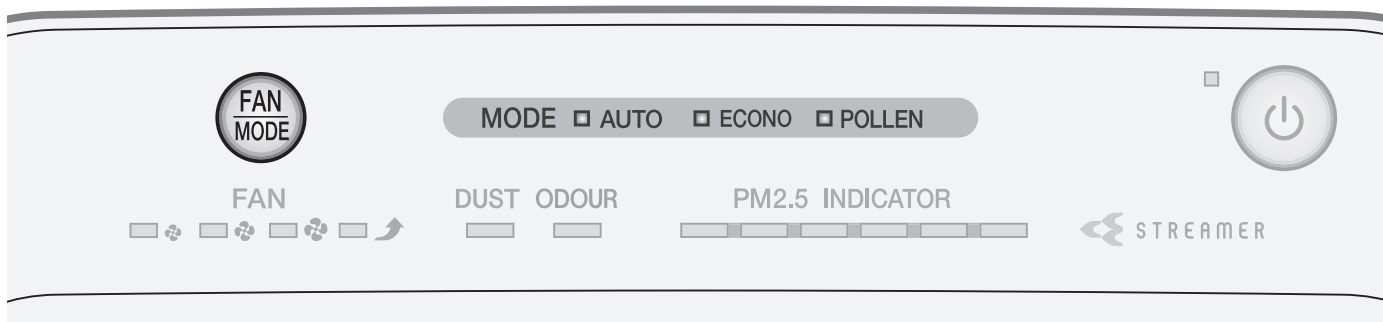 FAN
MODE
MODE AUTO ECONO POLLEN
FAN DUST ODOUR PM2.5 INDICATOR
STREAMER